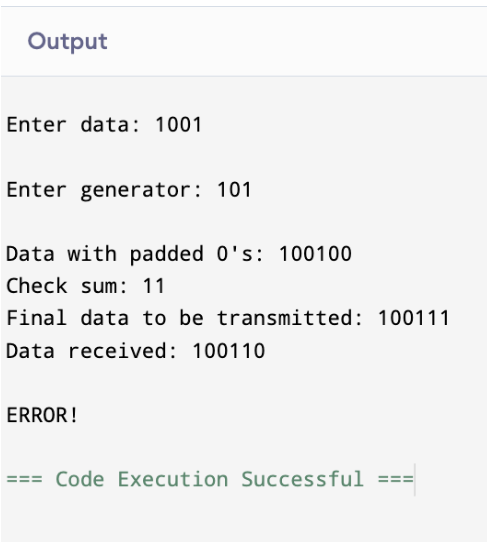 Output
Enter data: 1001
Enter generator: 101
Data with padded 0's: 100100
Check sum: 11
Final data to be transmitted: 100111
Data received: 100110
ERROR!
=== Code Execution Successful ===